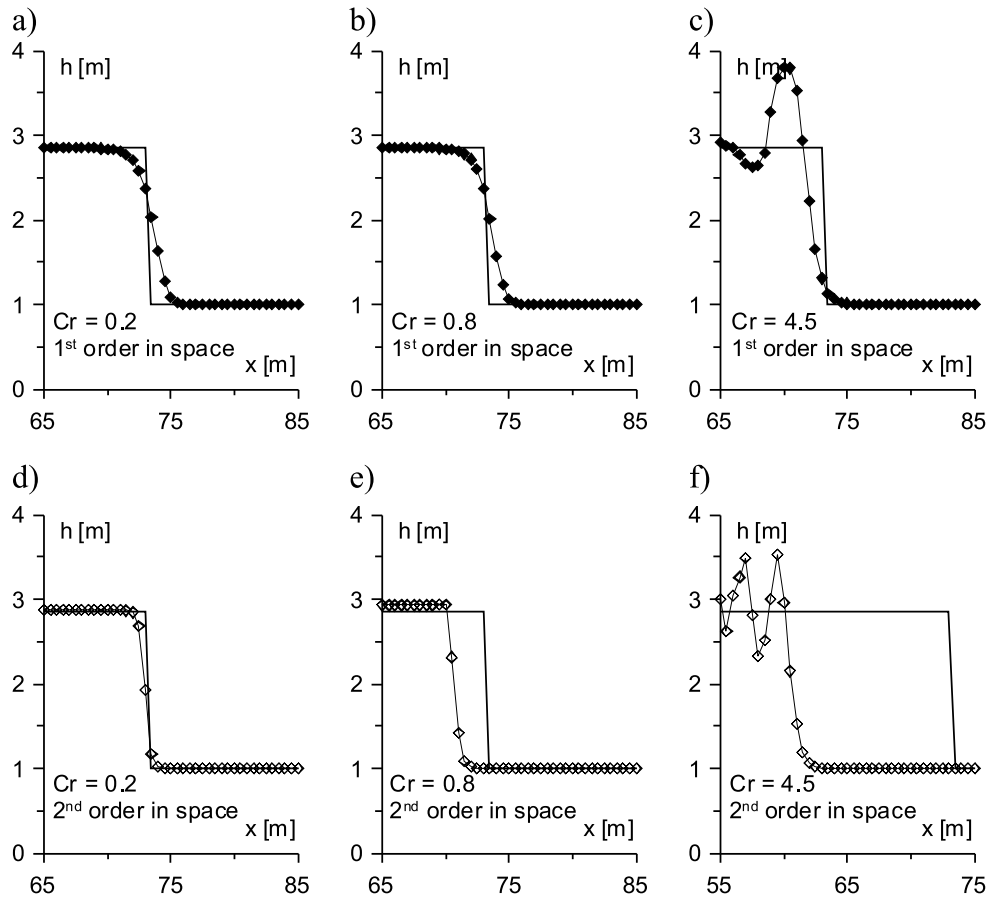 a)
4
h [m]
3
2
1
Cr = 0.2
1st order in space
x [m]
0
65
75
85
b)
4
h [m]
3
2
1
Cr = 0.8
1st order in space
x [m]
0
65
75
85
c)
4
h [m]
3
2
1
Cr = 4.5
1st order in space
x [m]
0
65
75
85
d)
4
h [m]
3
2
1
Cr = 0.2
2nd order in space
x [m]
0
65
75
85
e)
4
h [m]
3
2
1
Cr = 0.8
2nd order in space
x [m]
0
65
75
85
f)
4
h [m]
3
2
1
Cr = 4.5
2nd order in space
x [m]
0
55
65
75